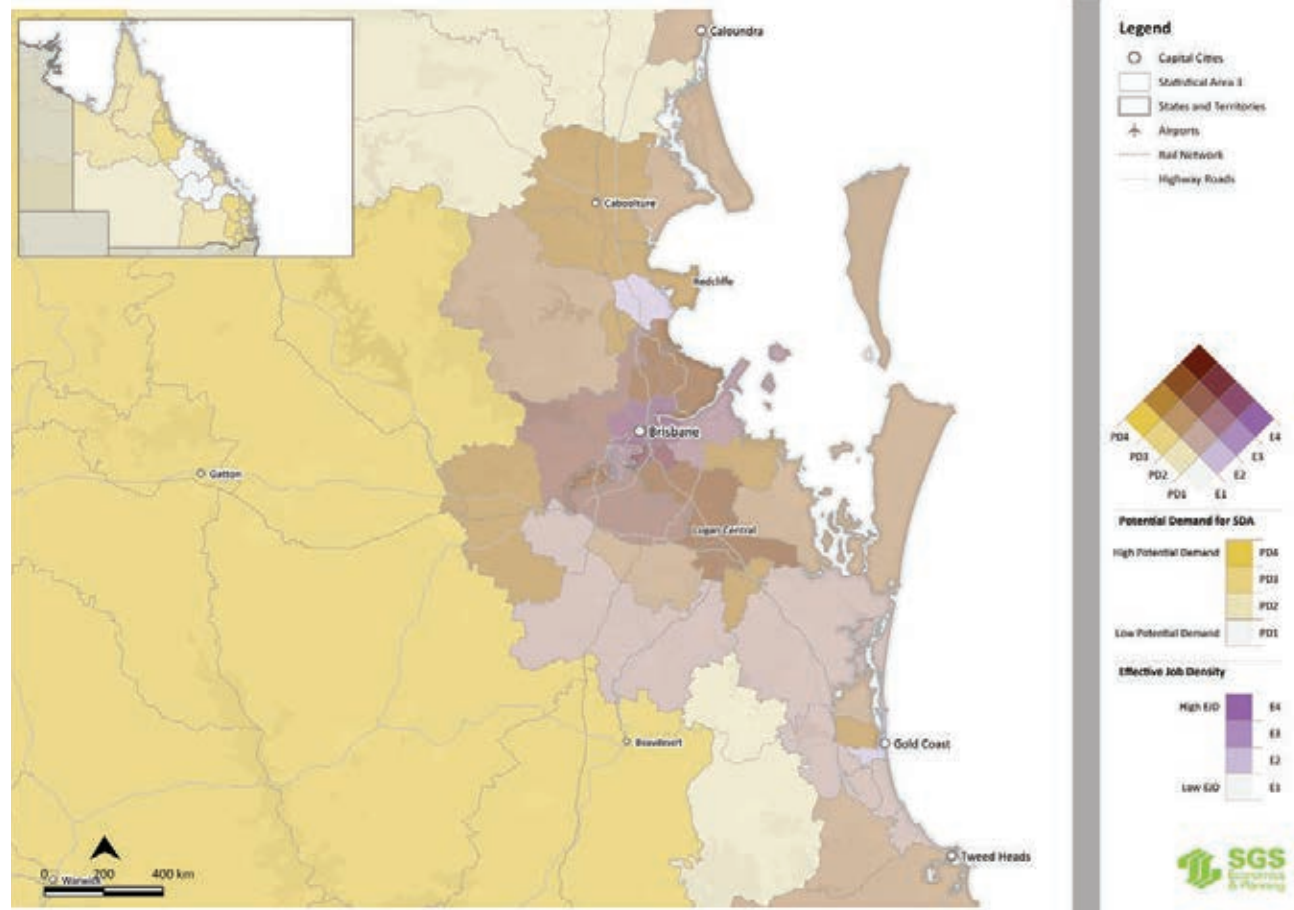 Caloundra
Caboolture
Redcliffe
Brisbane
Gatton
Logan Central
Beaudesert
Gold Coast
Tweed Heads
Warwick
0 200 400 km
Legend
Capital Cities
Statistical Area 3
States and Territories
Airports
Rail Network
Highway Roads
PD4
PD3
PD2
PD1
E1
E2
E3
E4
Potential Demand for SDA
High Potential Demand PD4
PD3
PD2
Low Potential Demand PD1
Effective Job Density
High EJD E4
E3
E2
Low EJD E1
SGS
Economics
& Planning